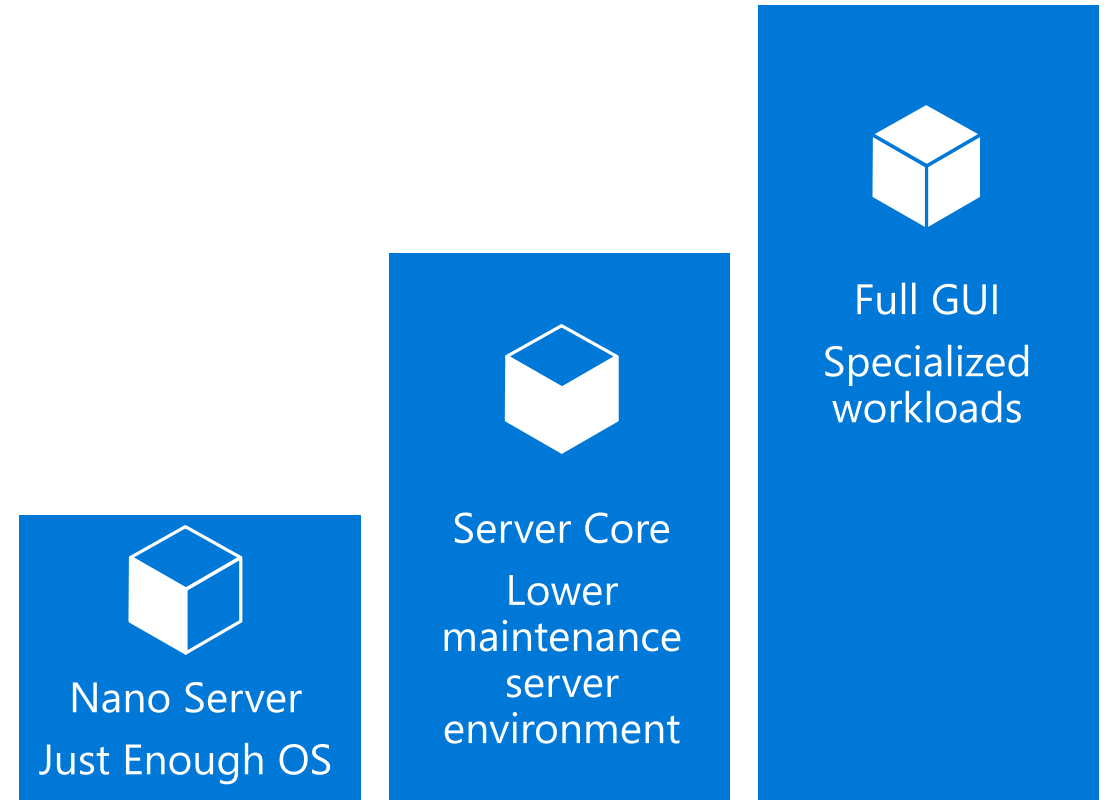 Nano Server
Just Enough OS
Server Core
Lower
maintenance
server
environment
Full GUI
Specialized
workloads